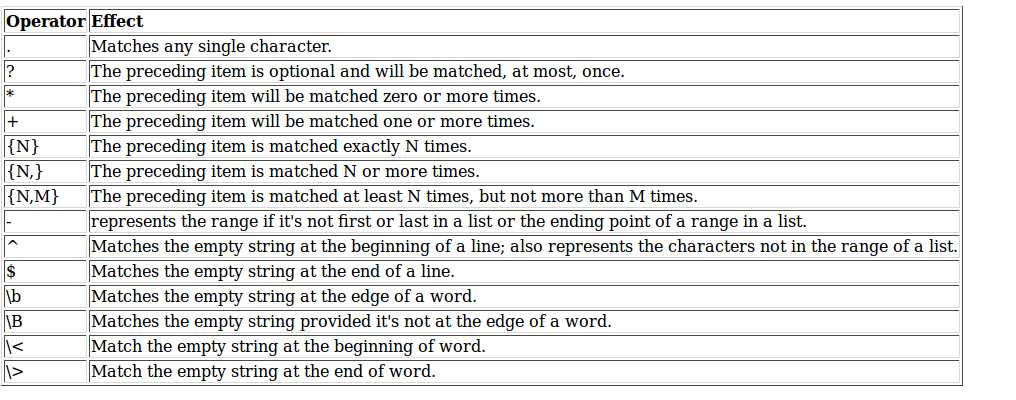 Operator Effect
. Matches any single character.
? The preceding item is optional and will be matched, at most, once.
* The preceding item will be matched zero or more times.
+ The preceding item will be matched one or more times.
{N} The preceding item is matched exactly N times.
{N,} The preceding item is matched N or more times.
{N,M} The preceding item is matched at least N times, but not more than M times.
- represents the range if it's not first or last in a list or the ending point of a range in a list.
^ Matches the empty string at the beginning of a line; also represents the characters not in the range of a list.
$ Matches the empty string at the end of a line.
\b Matches the empty string at the edge of a word.
\B Matches the empty string provided it's not at the edge of a word.
\< Match the empty string at the beginning of word.
\> Match the empty string at the end of word.